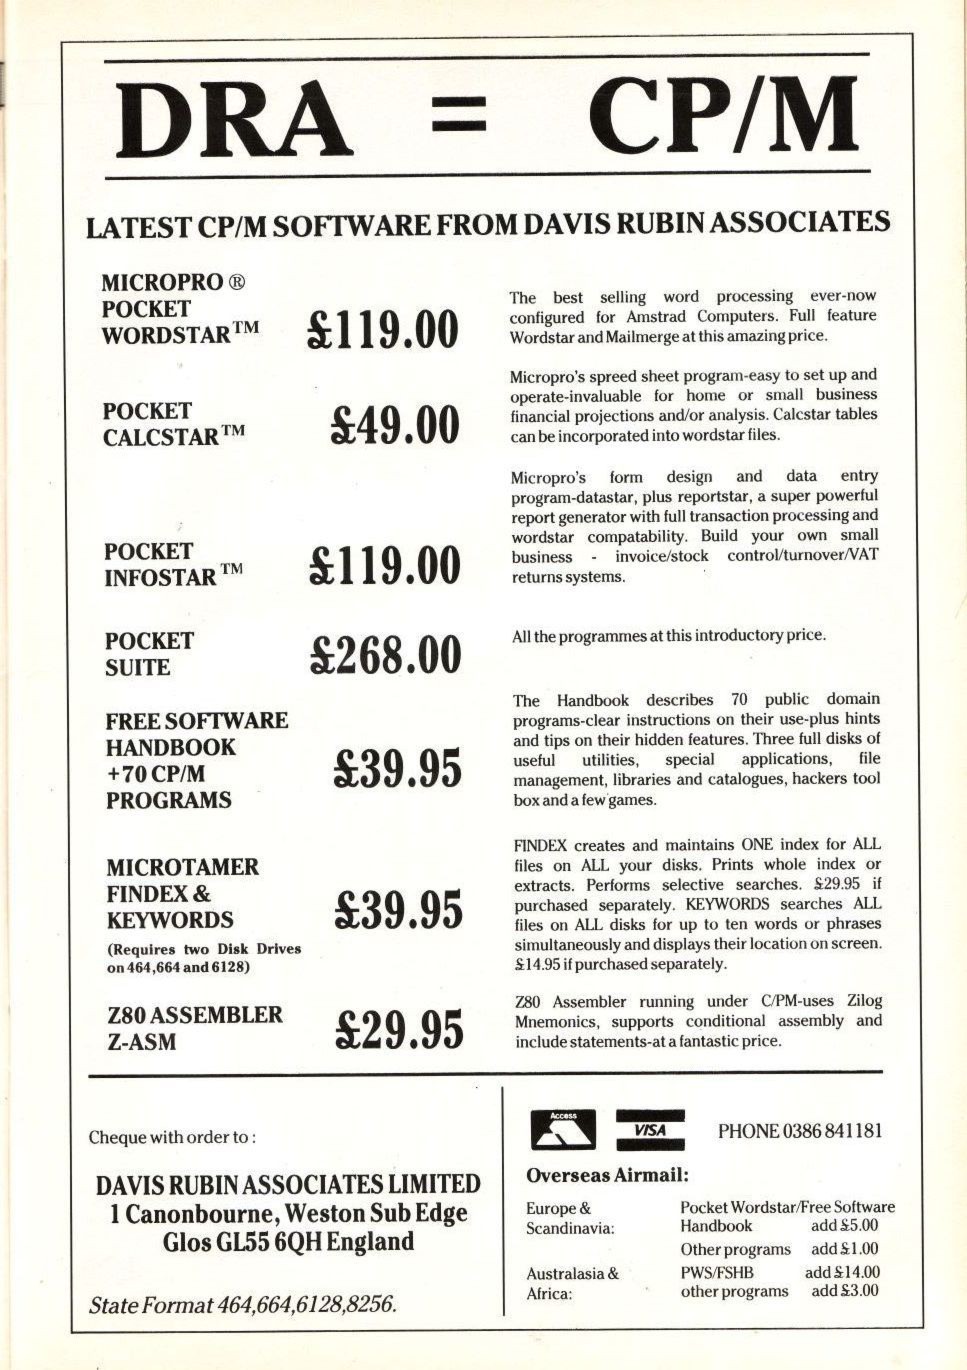 DRA = CP/M
LATEST CP/M SOFTWARE FROM DAVIS RUBIN ASSOCIATES
MICROPRO ®
POCKET
WORDSTAR™
£119.00
The best selling word processing ever-now
configured for Amstrad Computers. Full feature
Wordstar and Mailmerge at this amazing price.
POCKET
CALCSTAR™
£49.00
Micropro's spreed sheet program-easy to set up and
operate-invaluable for home or small business
financial projections and/or analysis. Calcstar tables
can be incorporated into wordstar files.
POCKET
INFOSTAR™
£119.00
Micropro's form design and data entry
program-datastar, plus reportstar, a super powerful
report generator with full transaction processing and
wordstar compatability. Build your own small
business - invoice/stock control/turnover/VAT
returns systems.
POCKET
SUITE
£268.00
All the programmes at this introductory price.
FREE SOFTWARE
HANDBOOK
+70 CP/M
PROGRAMS
£39.95
The Handbook describes 70 public domain
programs-clear instructions on their use-plus hints
and tips on their hidden features. Three full disks of
useful utilities, special applications, file
management, libraries and catalogues, hackers tool
box and a few games.
MICROTAMER
FINDEX &
KEYWORDS
(Requires two Disk Drives
on 464,664 and 6128)
£39.95
FINDEX creates and maintains ONE index for ALL
files on ALL your disks. Prints whole index or
extracts. Performs selective searches. £29.95 if
purchased separately. KEYWORDS searches ALL
files on ALL disks for up to ten words or phrases
simultaneously and displays their location on screen.
£14.95 if purchased separately.
Z80 ASSEMBLER
Z-ASM
£29.95
Z80 Assembler running under C/PM-uses Zilog
Mnemonics, supports conditional assembly and
include statements-at a fantastic price.
Cheque with order to :
DAVIS RUBIN ASSOCIATES LIMITED
1 Canonbourne, Weston Sub Edge
Glos GL55 6QH England
State Format 464,664,6128,8256.
Access
VISA
PHONE 0386 841181
Overseas Airmail:
Europe & Pocket Wordstar/Free Software
Scandinavia: Handbook add £5.00
Other programs add £1.00
Australasia & PWS/FSHB add £14.00
Africa: other programs add £3.00